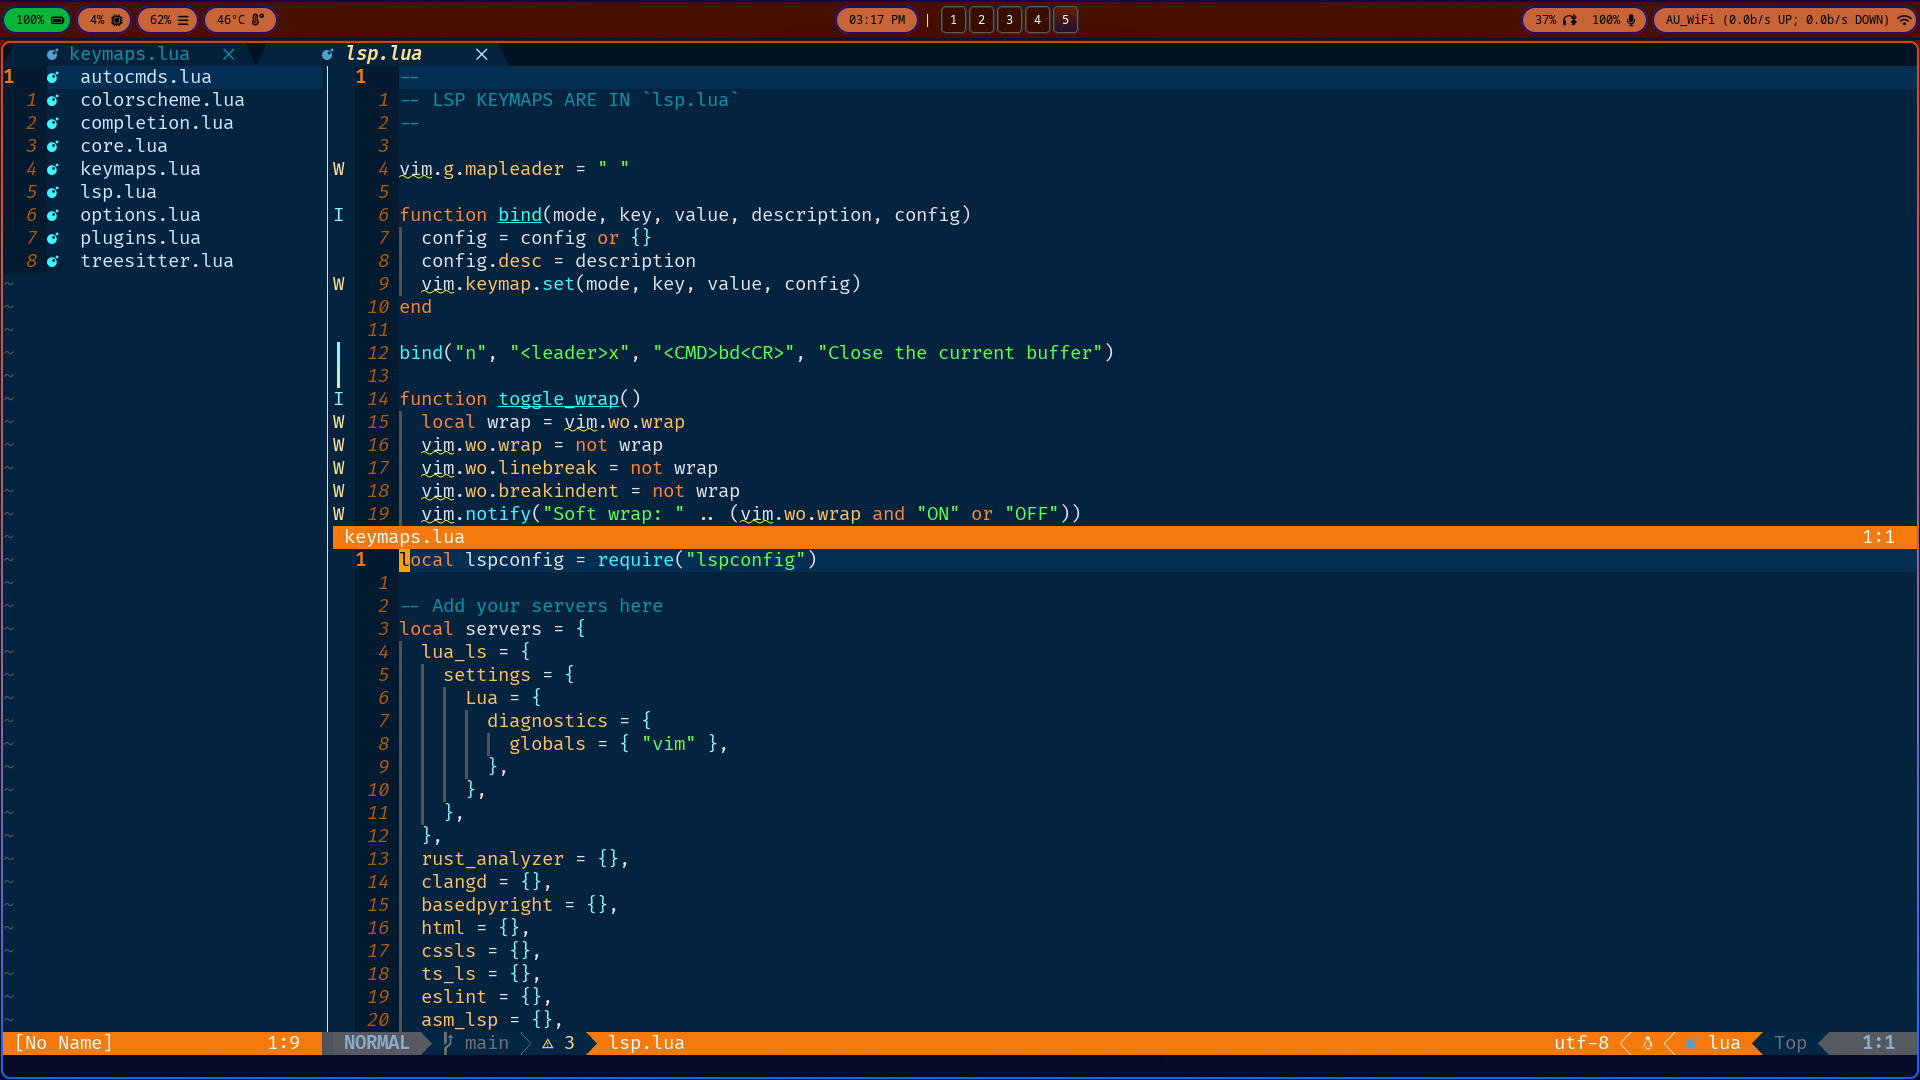 100% 4% 62% 46°C 03:17 PM | 1 2 3 4 5 37% 100% AU_WiFi (0.0b/s UP; 0.0b/s DOWN)
keymaps.lua lsp.lua
1 autocmds.lua
1 colorscheme.lua
2 completion.lua
3 core.lua
4 keymaps.lua
5 lsp.lua
6 options.lua
7 plugins.lua
8 treesitter.lua
1 --
1 -- LSP KEYMAPS ARE IN `lsp.lua`
2 --
3
W 4 vim.g.mapleader = " "
5
I 6 function bind(mode, key, value, description, config)
7 config = config or {}
8 config.desc = description
W 9 vim.keymap.set(mode, key, value, config)
10 end
11
12 bind("n", "<leader>x", "<CMD>bd<CR>", "Close the current buffer")
13
I 14 function toggle_wrap()
W 15 local wrap = vim.wo.wrap
W 16 vim.wo.wrap = not wrap
W 17 vim.wo.linebreak = not wrap
W 18 vim.wo.breakindent = not wrap
W 19 vim.notify("Soft wrap: " .. (vim.wo.wrap and "ON" or "OFF"))
keymaps.lua 1:1
1 local lspconfig = require("lspconfig")
1
2 -- Add your servers here
3 local servers = {
4 lua_ls = {
5 settings = {
6 Lua = {
7 diagnostics = {
8 globals = { "vim" },
9 },
10 },
11 },
12 },
13 rust_analyzer = {},
14 clangd = {},
15 basedpyright = {},
16 html = {},
17 cssls = {},
18 ts_ls = {},
19 eslint = {},
20 asm_lsp = {},
[No Name] 1:9 NORMAL main ⚠ 3 lsp.lua utf-8 lua Top 1:1